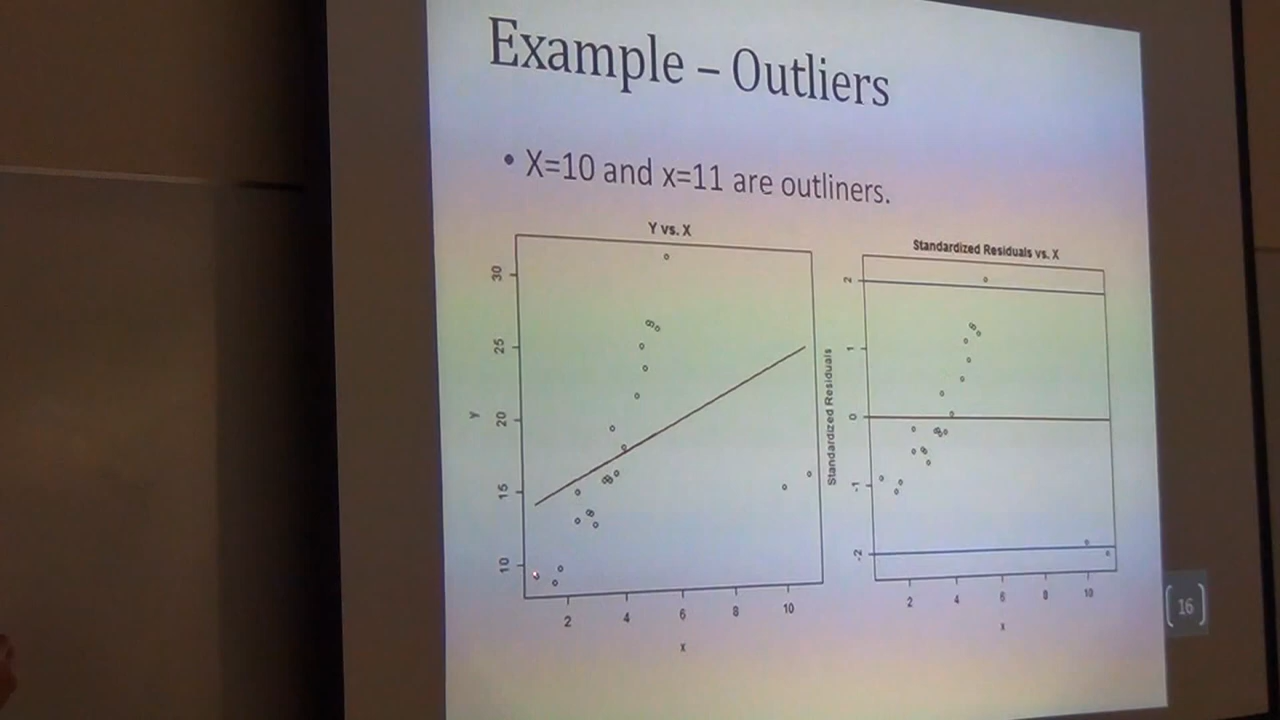 Example – Outliers
• X=10 and x=11 are outliners.
Y vs. X
30
25
20
15
10
y
2 4 6 8 10
x
Standardized Residuals vs. X
2
1
0
-1
-2
Standardized Residuals
2 4 6 8 10
x
16